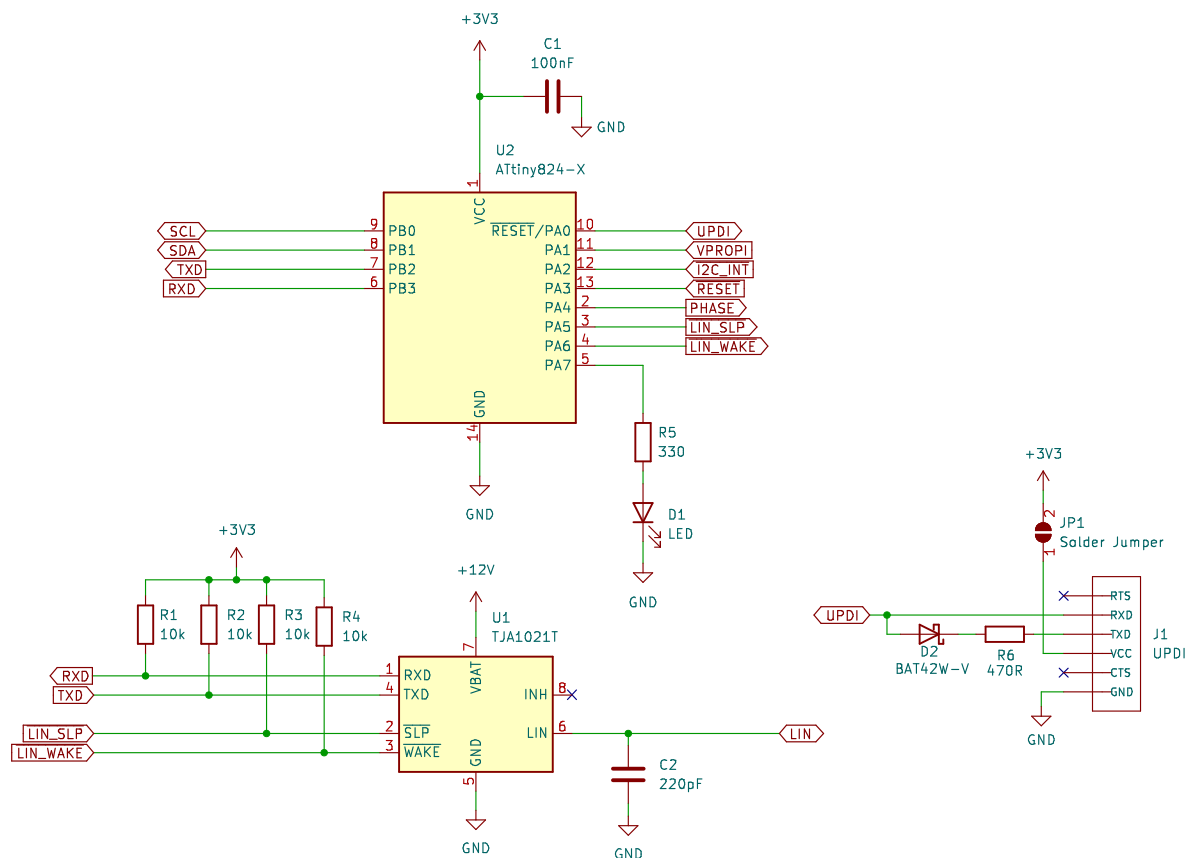 +3V3
C1
100nF
GND
U2
ATtiny824-X
1
VCC
SCL
9
PB0
SDA
8
PB1
TXD
7
PB2
RXD
6
PB3
RESET/PA0
10
UPDI
PA1
11
VPROPI
PA2
12
I2C_INT
PA3
13
RESET
PA4
2
PHASE
PA5
3
LIN_SLP
PA6
4
LIN_WAKE
PA7
5
GND
14
GND
R5
330
D1
LED
GND
+3V3
R1
10k
R2
10k
R3
10k
R4
10k
+12V
U1
TJA1021T
7
VBAT
RXD
1
RXD
TXD
4
TXD
LIN_SLP
2
SLP
LIN_WAKE
3
WAKE
INH
8
LIN
6
LIN
GND
5
GND
C2
220pF
GND
+3V3
2
JP1
Solder Jumper
1
UPDI
D2
BAT42W-V
R6
470R
RTS
RXD
TXD
VCC
CTS
GND
J1
UPDI
GND